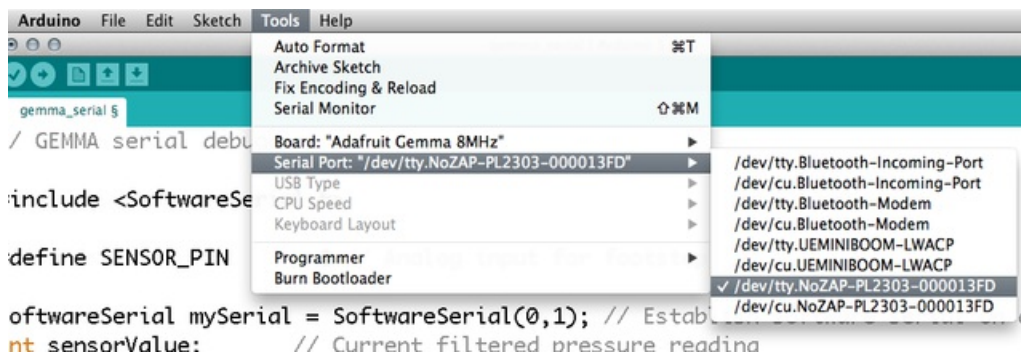 Arduino File Edit Sketch Tools Help
Auto Format ⌘T
Archive Sketch
Fix Encoding & Reload
Serial Monitor ⇧⌘M
gemma_serial §
/ GEMMA serial debu
Board: "Adafruit Gemma 8MHz"
Serial Port: "/dev/tty.NoZAP-PL2303-000013FD"
USB Type
CPU Speed
Keyboard Layout
Programmer
Burn Bootloader
/dev/tty.Bluetooth-Incoming-Port
/dev/cu.Bluetooth-Incoming-Port
/dev/tty.Bluetooth-Modem
/dev/cu.Bluetooth-Modem
/dev/tty.UEMINIBOOM-LWACP
/dev/cu.UEMINIBOOM-LWACP
✓ /dev/tty.NoZAP-PL2303-000013FD
/dev/cu.NoZAP-PL2303-000013FD
include <SoftwareSe
define SENSOR_PIN
oftwareSerial mySerial = SoftwareSerial(0,1); // Estab
nt sensorValue; // Current filtered pressure reading